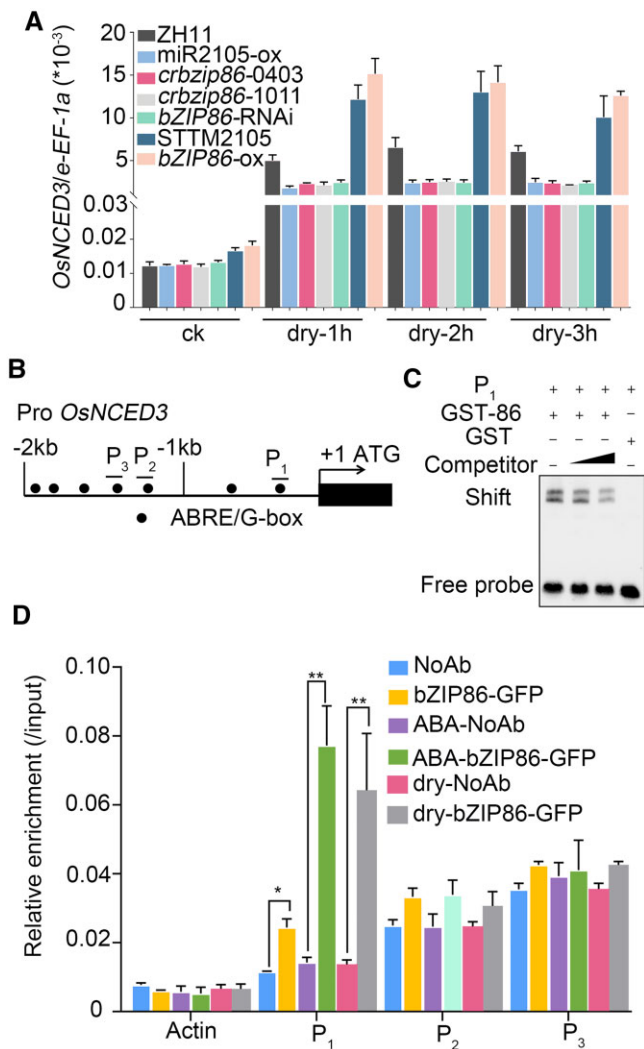 A
OsNCED3/e-EF-1a (*10⁻³)
20
15
10
5
0.03
0.02
0.01
0
ZH11
miR2105-ox
crbzip86-0403
crbzip86-1011
bZIP86-RNAi
STTM2105
bZIP86-ox
ck dry-1h dry-2h dry-3h
B
Pro OsNCED3
-2kb -1kb +1 ATG
P₃ P₂ P₁
ABRE/G-box
C
P₁ + + + +
GST-86 + + + −
GST − − − +
Competitor − −
Shift
Free probe
D
Relative enrichment (/input)
0.10
0.08
0.06
0.04
0.02
0
NoAb
bZIP86-GFP
ABA-NoAb
ABA-bZIP86-GFP
dry-NoAb
dry-bZIP86-GFP
* ** **
Actin P₁ P₂ P₃